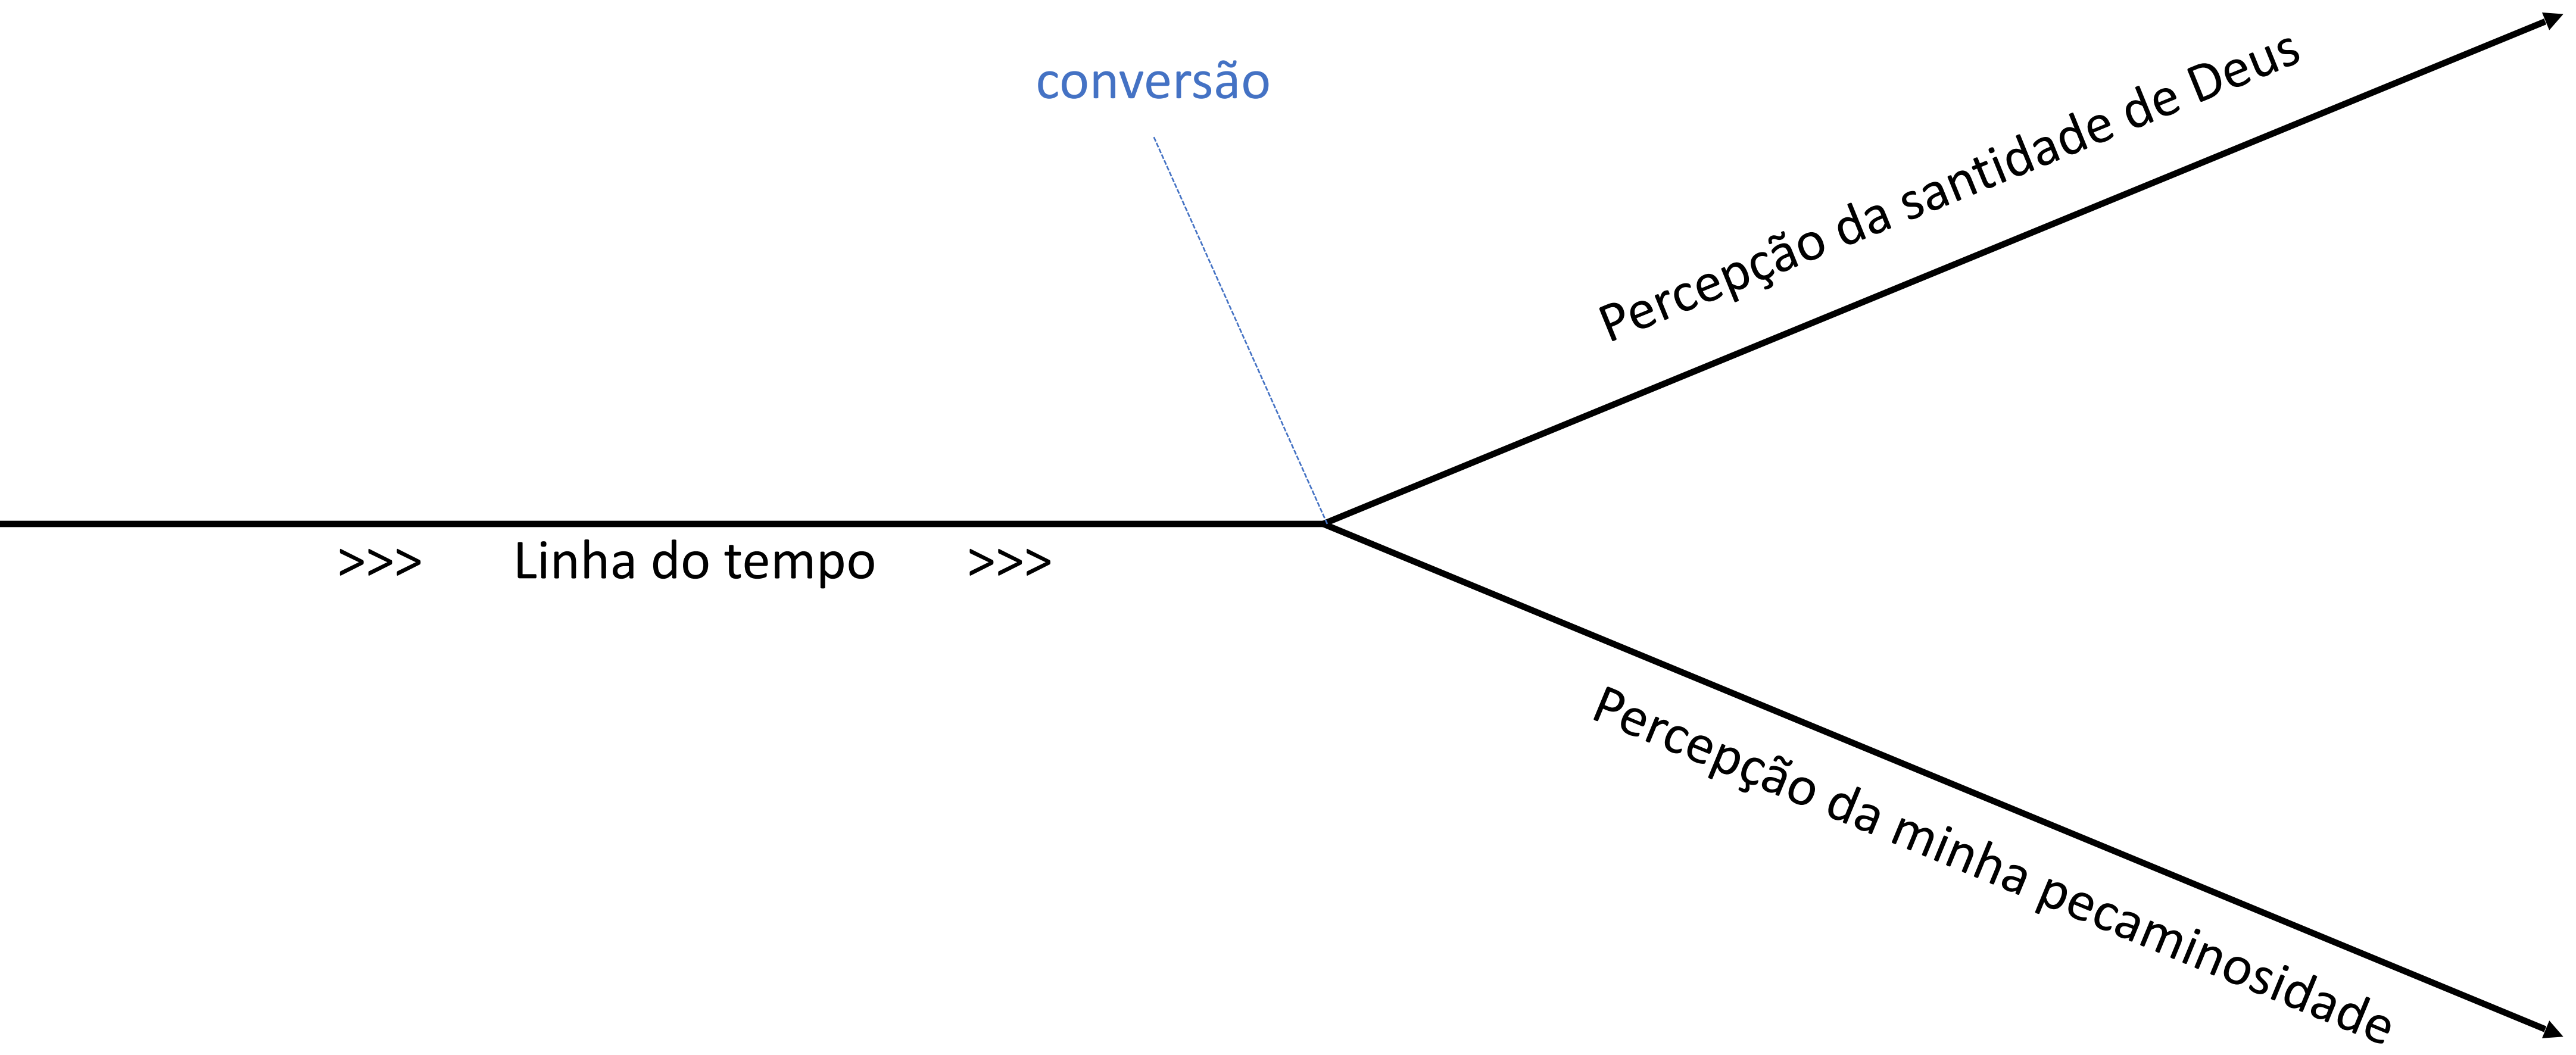 conversão
Percepção da santidade de Deus
>>> Linha do tempo >>>
Percepção da minha pecaminosidade